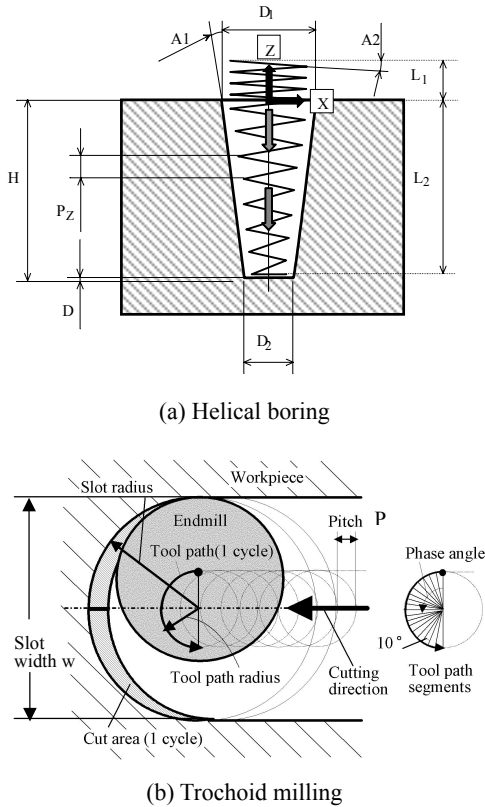 D₁
A1
A2
Z
L₁
X
H
L₂
P_Z
D
D₂
(a) Helical boring
Workpiece
Slot radius
Endmill
Pitch P
Tool path(1 cycle)
Phase angle
Slot
width w
10°
Tool path radius
Cutting
direction
Tool path
segments
Cut area (1 cycle)
(b) Trochoid milling